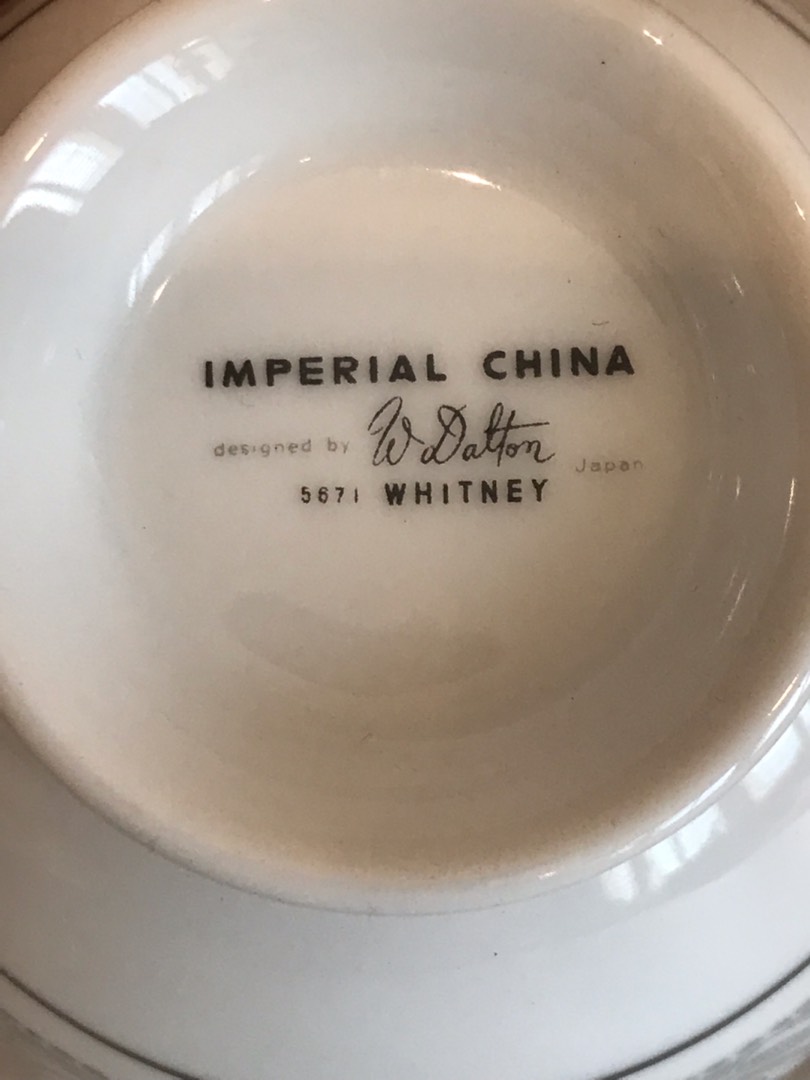 IMPERIAL CHINA
designed by W. Dalton Japan
5671 WHITNEY